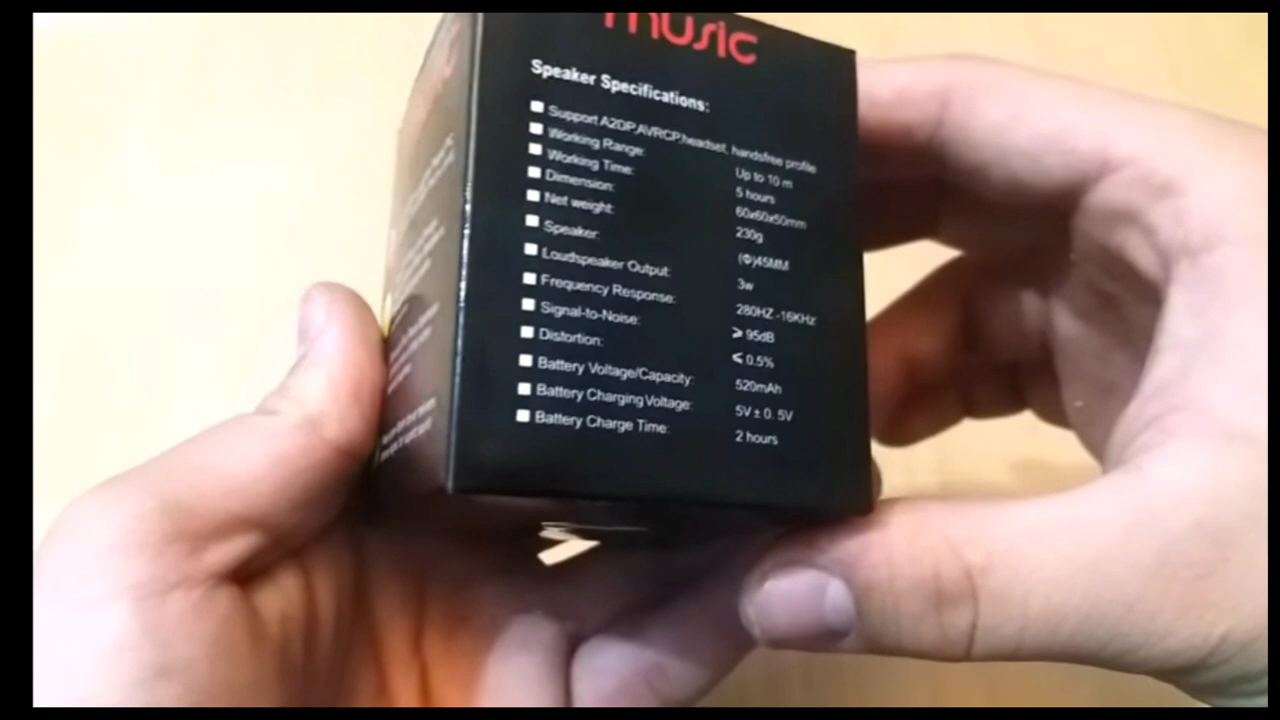 music
Speaker Specifications:
Support A2DP,AVRCP,headset, handsfree profile
Working Range: Up to 10 m
Working Time: 5 hours
Dimension: 60x60x50mm
Net weight: 230g
Speaker: (Φ)45MM
Loudspeaker Output: 3w
Frequency Response: 280HZ -16KHz
Signal-to-Noise: ⩾ 95dB
Distortion: ⩽ 0.5%
Battery Voltage/Capacity: 520mAh
Battery Charging Voltage: 5V ± 0. 5V
Battery Charge Time: 2 hours